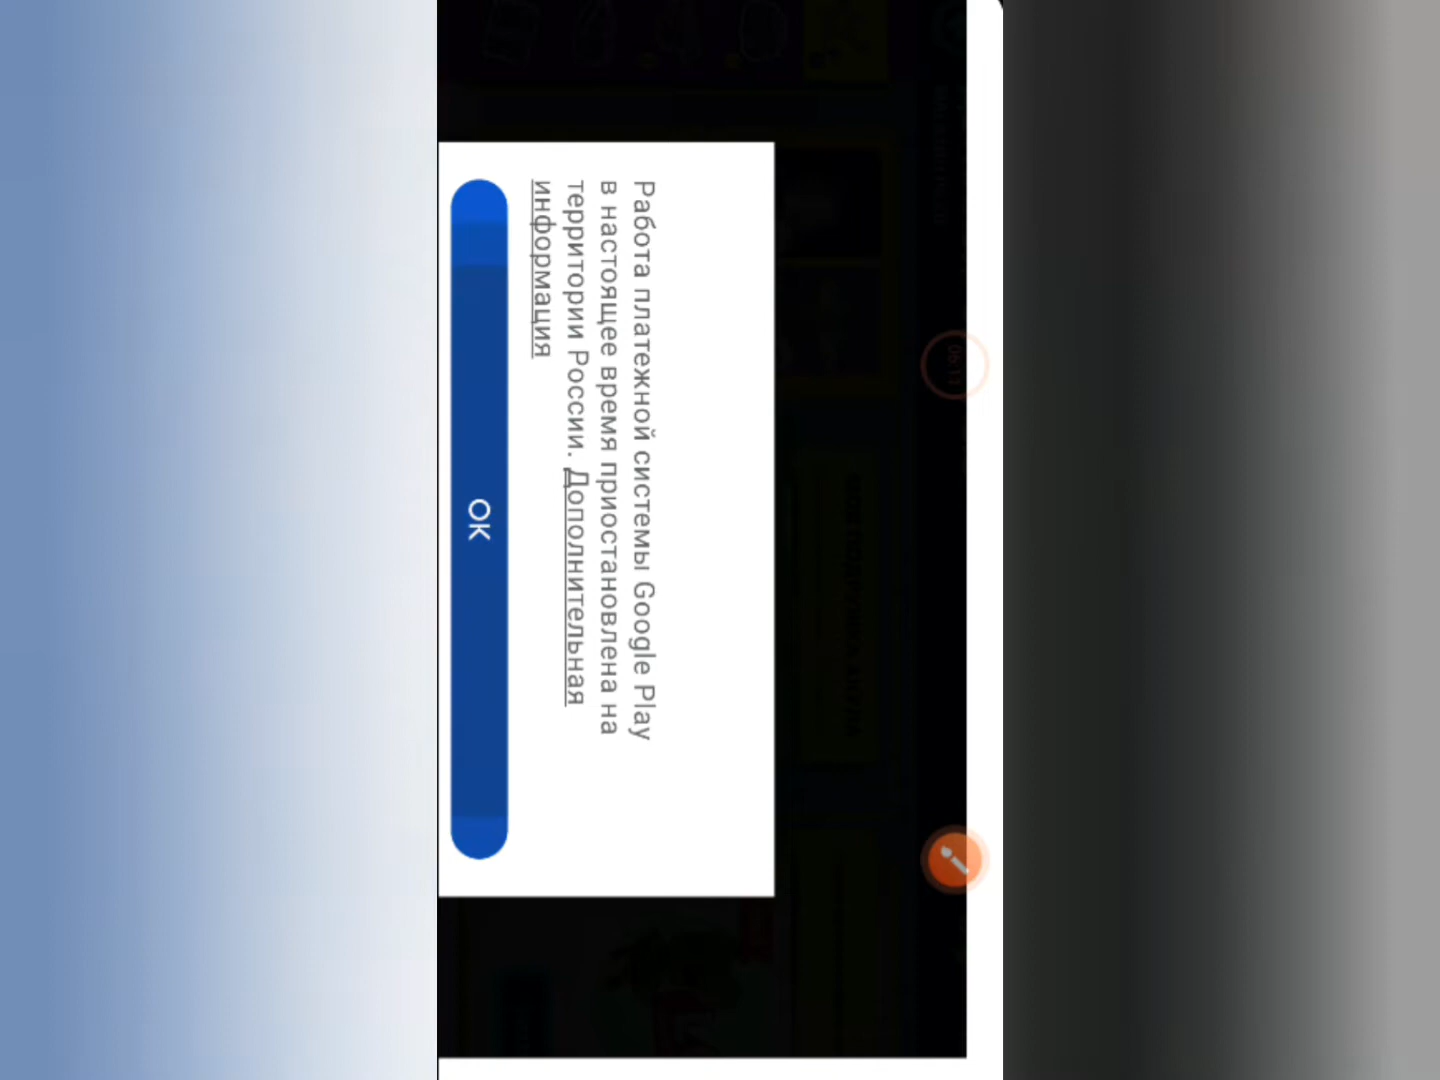 Работа платежной системы Google Play
в настоящее время приостановлена на
территории России. Дополнительная
информация
OK